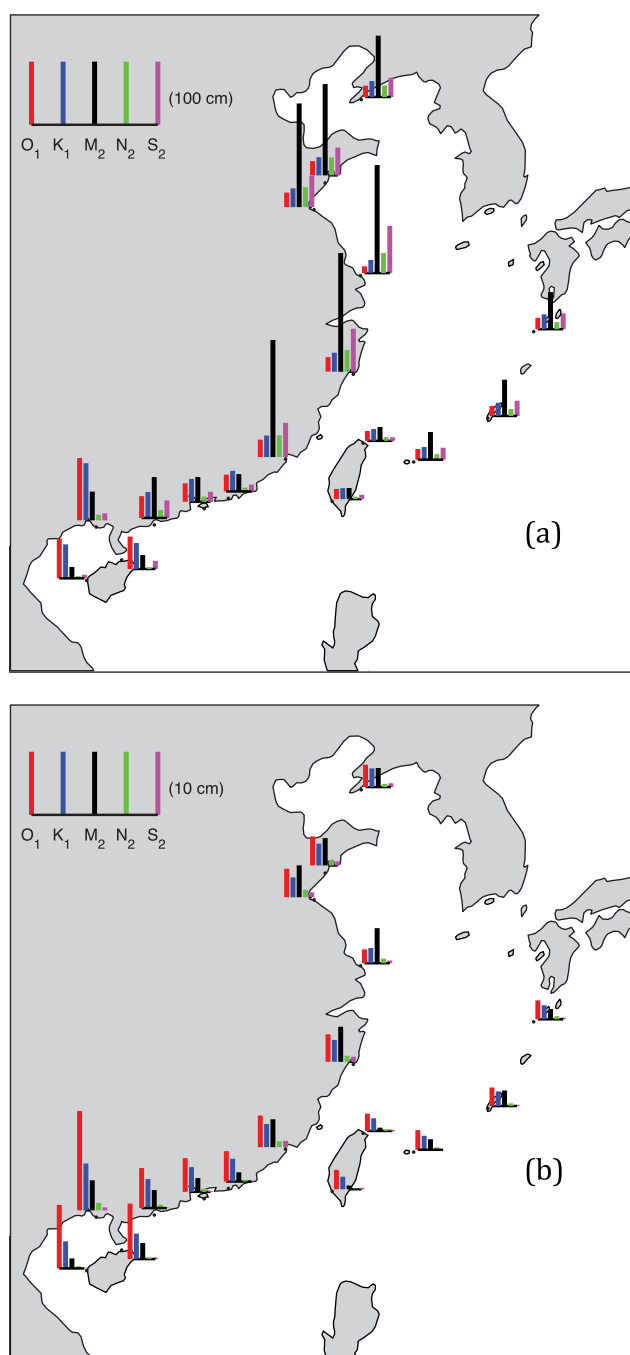 (100 cm)
O₁ K₁ M₂ N₂ S₂
(a)
(10 cm)
O₁ K₁ M₂ N₂ S₂
(b)